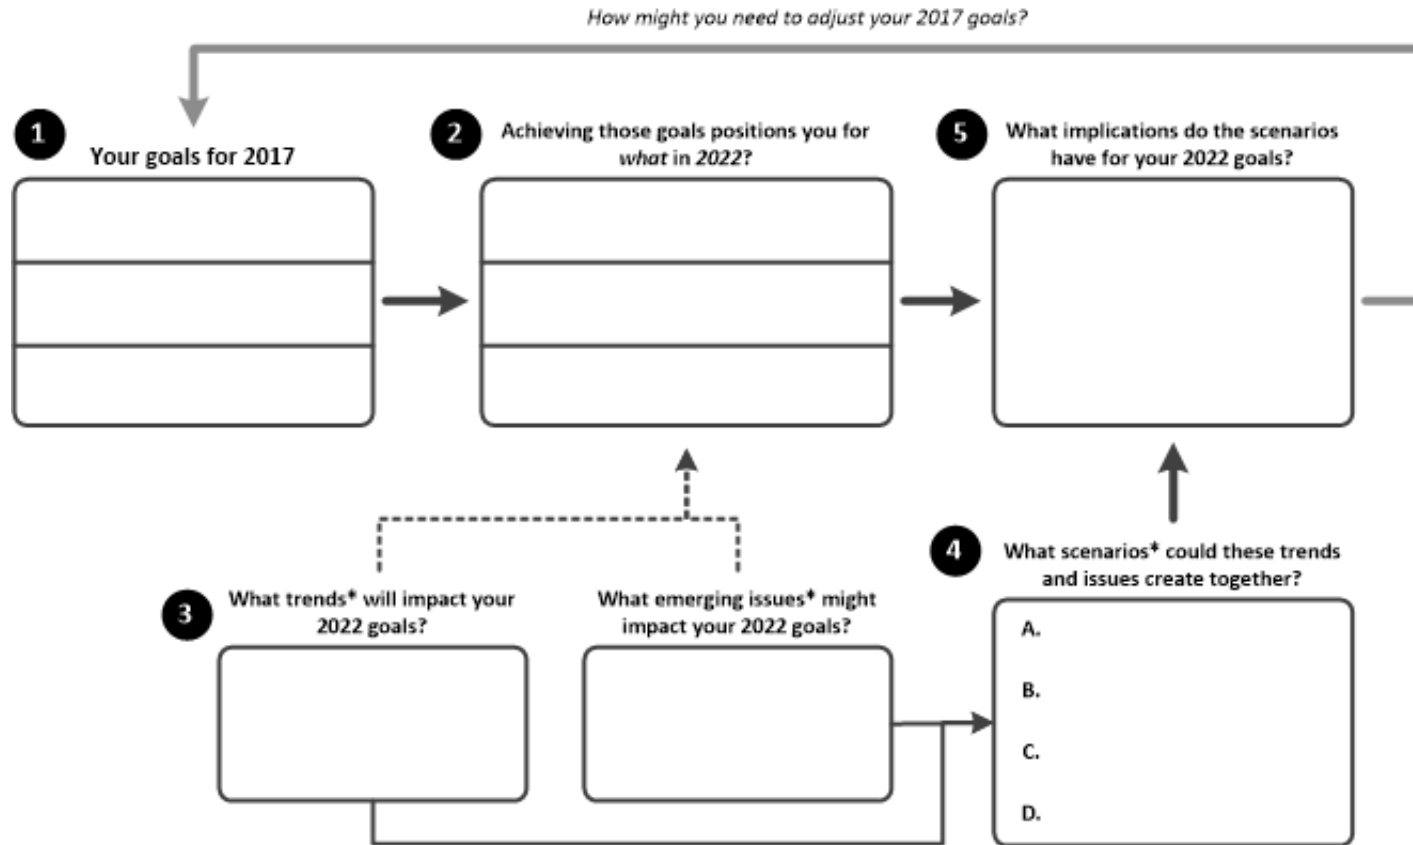 How might you need to adjust your 2017 goals?
1
Your goals for 2017
2
Achieving those goals positions you for
what in 2022?
5
What implications do the scenarios
have for your 2022 goals?
3
What trends* will impact your
2022 goals?
What emerging issues* might
impact your 2022 goals?
4
What scenarios* could these trends
and issues create together?
A.
B.
C.
D.